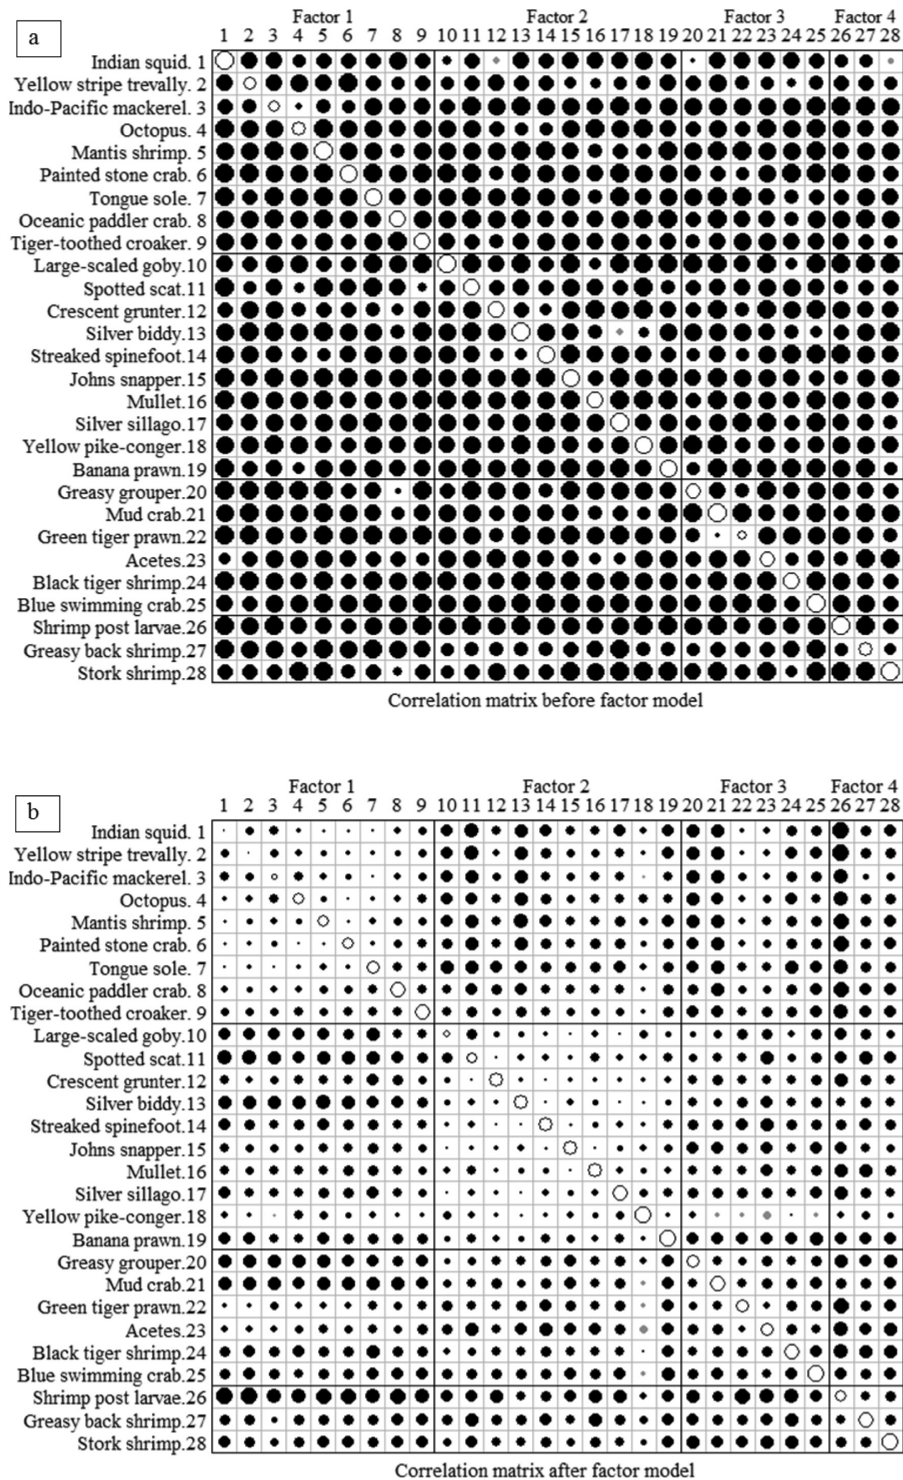 a
Factor 1 Factor 2 Factor 3 Factor 4
1 2 3 4 5 6 7 8 9 10 11 12 13 14 15 16 17 18 19 20 21 22 23 24 25 26 27 28
Indian squid. 1
Yellow stripe trevally. 2
Indo-Pacific mackerel. 3
Octopus. 4
Mantis shrimp. 5
Painted stone crab. 6
Tongue sole. 7
Oceanic paddler crab. 8
Tiger-toothed croaker. 9
Large-scaled goby.10
Spotted scat.11
Crescent grunter.12
Silver biddy.13
Streaked spinefoot.14
Johns snapper.15
Mullet.16
Silver sillago.17
Yellow pike-conger.18
Banana prawn.19
Greasy grouper.20
Mud crab.21
Green tiger prawn.22
Acetes.23
Black tiger shrimp.24
Blue swimming crab.25
Shrimp post larvae.26
Greasy back shrimp.27
Stork shrimp.28
Correlation matrix before factor model
b
Factor 1 Factor 2 Factor 3 Factor 4
1 2 3 4 5 6 7 8 9 10 11 12 13 14 15 16 17 18 19 20 21 22 23 24 25 26 27 28
Indian squid. 1
Yellow stripe trevally. 2
Indo-Pacific mackerel. 3
Octopus. 4
Mantis shrimp. 5
Painted stone crab. 6
Tongue sole. 7
Oceanic paddler crab. 8
Tiger-toothed croaker. 9
Large-scaled goby.10
Spotted scat.11
Crescent grunter.12
Silver biddy.13
Streaked spinefoot.14
Johns snapper.15
Mullet.16
Silver sillago.17
Yellow pike-conger.18
Banana prawn.19
Greasy grouper.20
Mud crab.21
Green tiger prawn.22
Acetes.23
Black tiger shrimp.24
Blue swimming crab.25
Shrimp post larvae.26
Greasy back shrimp.27
Stork shrimp.28
Correlation matrix after factor model